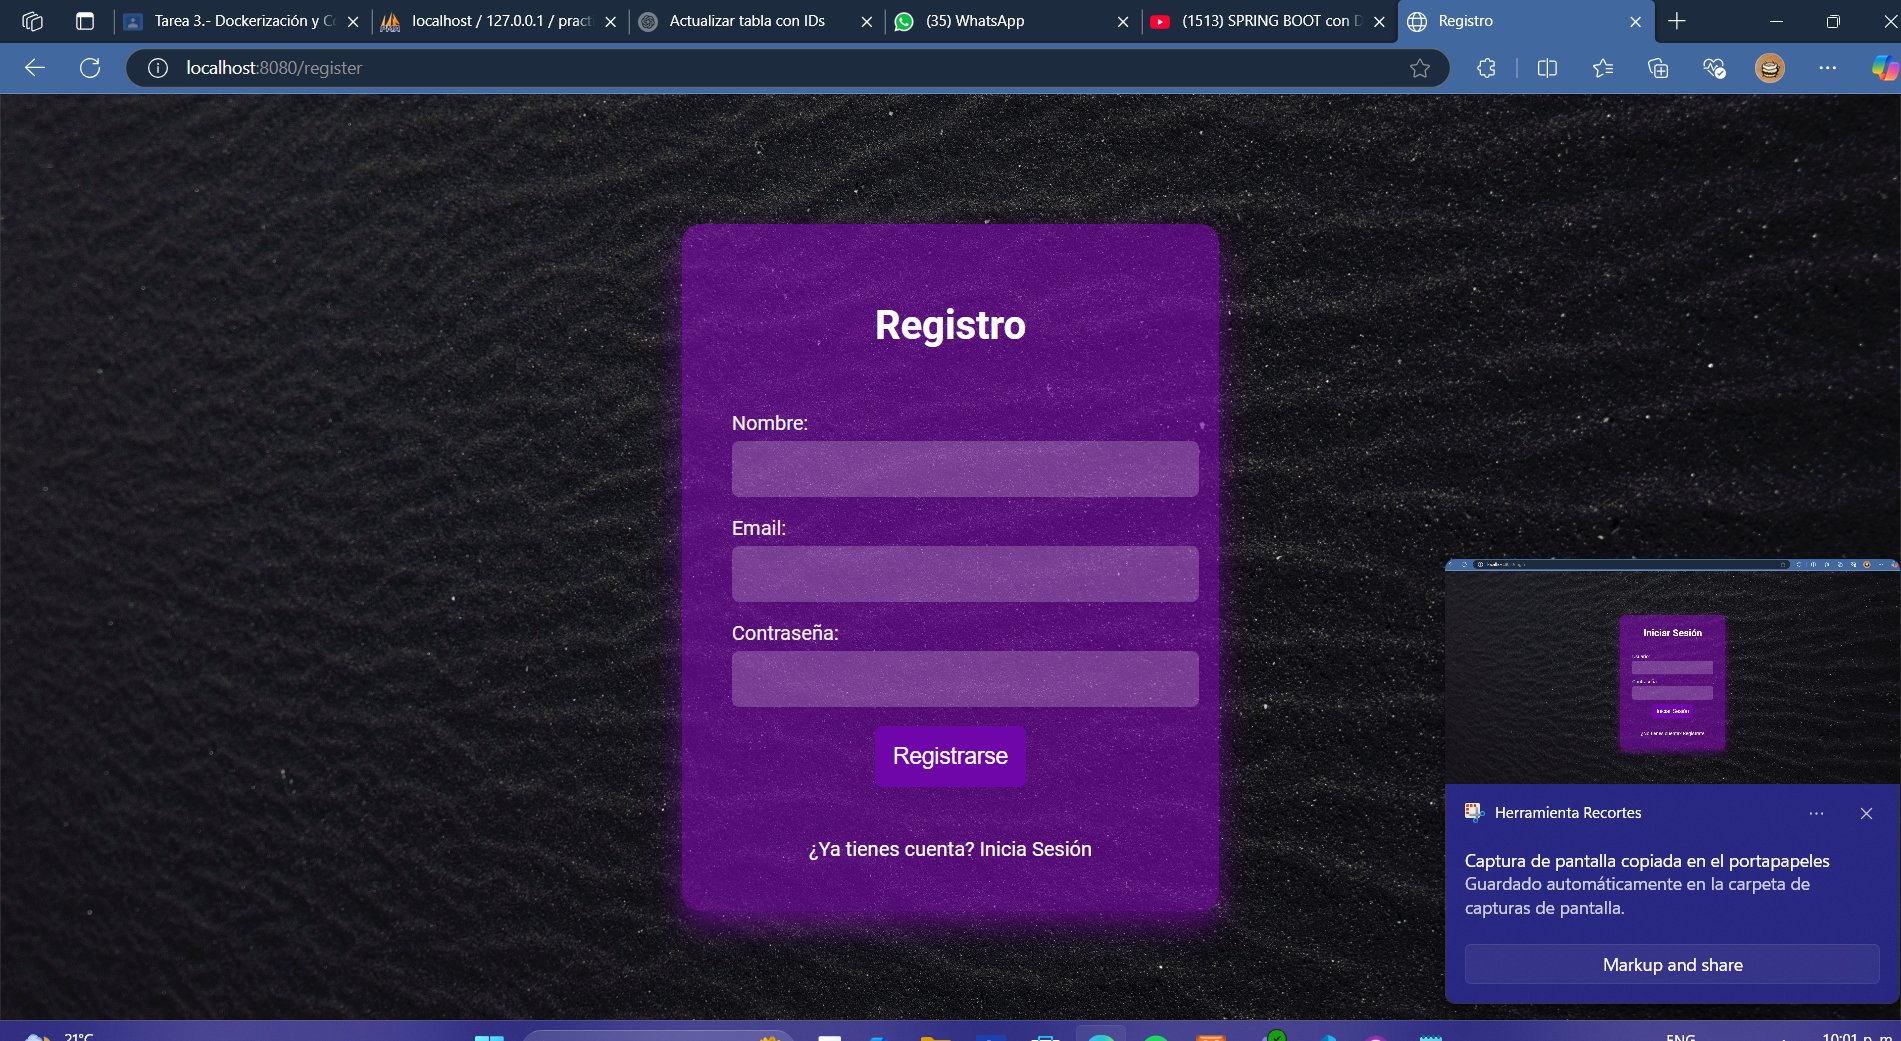 Tarea 3.- Dockerización y C
localhost / 127.0.0.1 / pract
Actualizar tabla con IDs
(35) WhatsApp
(1513) SPRING BOOT con D
Registro
localhost:8080/register
Registro
Nombre:
Email:
Contraseña:
Registrarse
¿Ya tienes cuenta? Inicia Sesión
Iniciar Sesión
Iniciar Sesión
Herramienta Recortes
Captura de pantalla copiada en el portapapeles
Guardado automáticamente en la carpeta de
capturas de pantalla.
Markup and share
21°C
ENG
10:01 p. m.